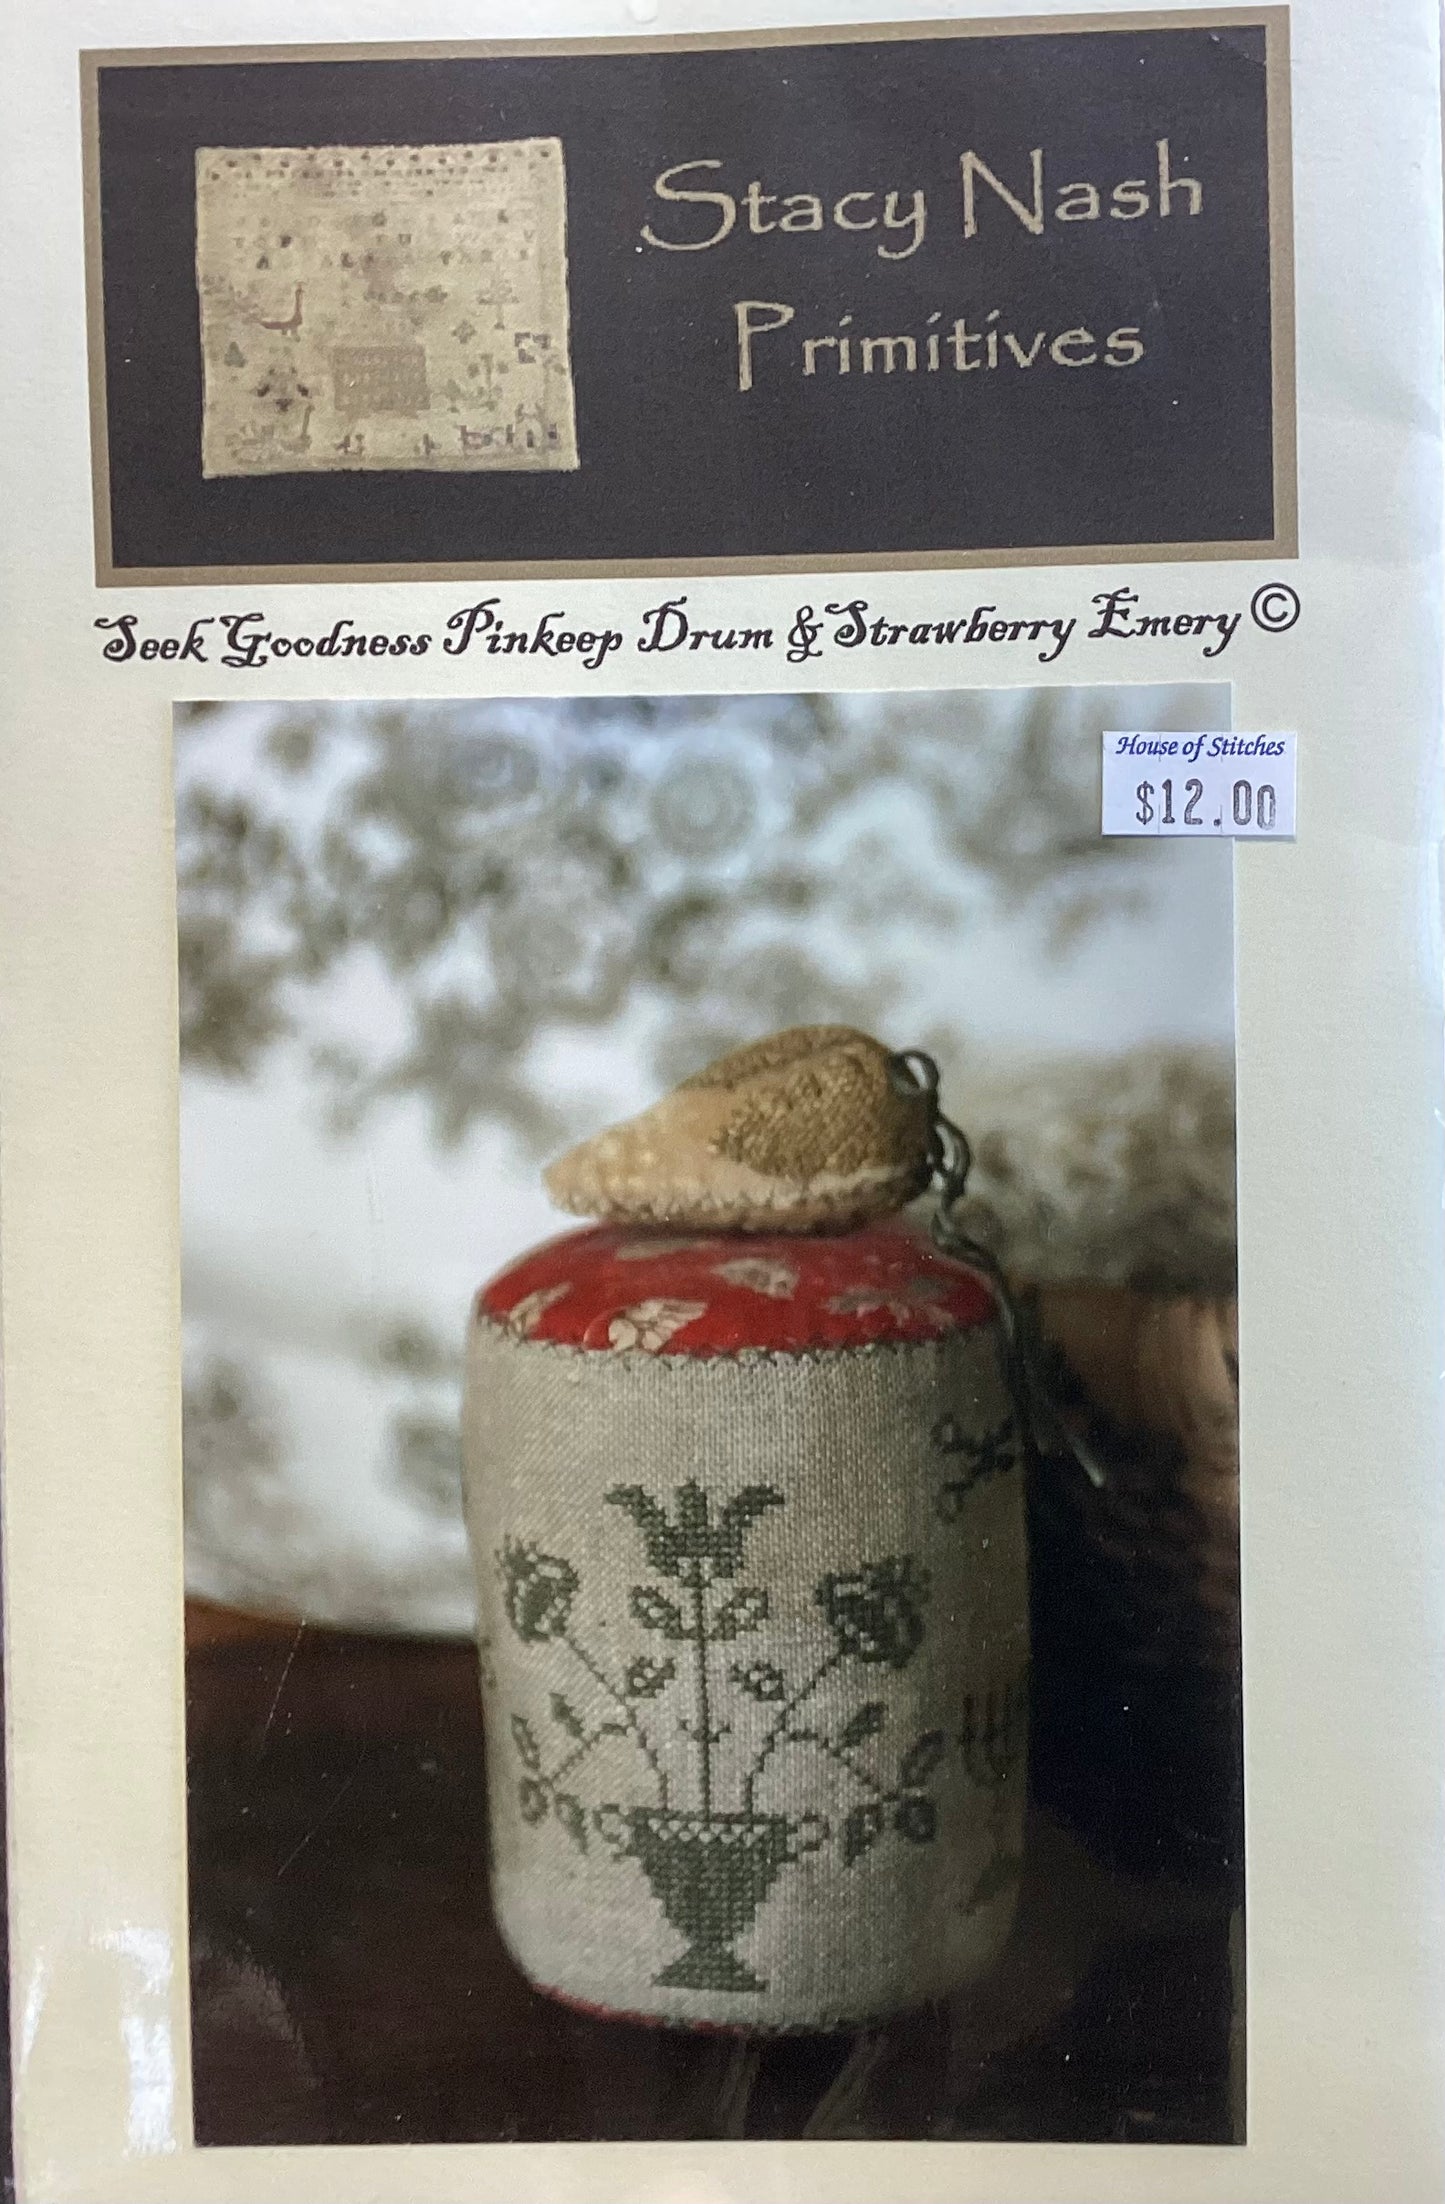 Stacy Nash
Primitives
Seek Goodness Pinkeep Drum & Strawberry Emery ©
House of Stitches
$12.00